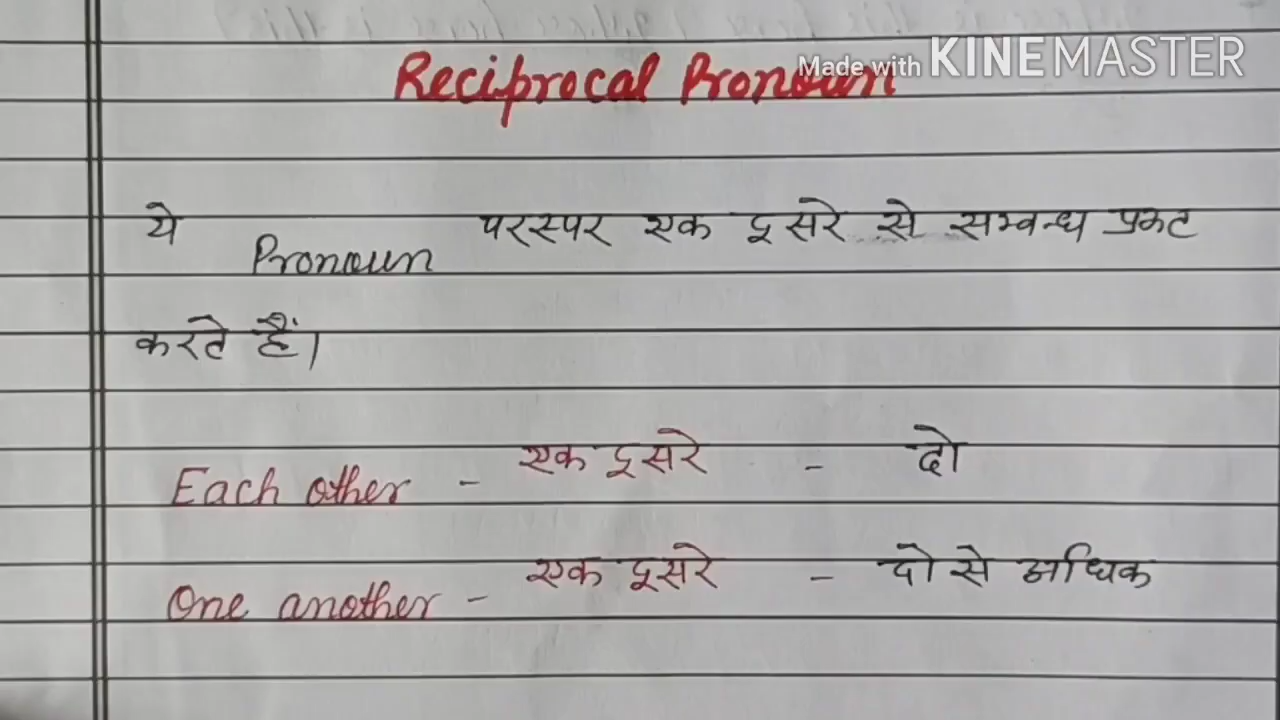 Reciprocal Pronoun
Made with KINEMASTER
ये Pronoun परस्पर एक दूसरे से सम्बन्ध प्रकट
करते हैं।
Each other - एक दूसरे - दो
One another - एक दूसरे - दो से अधिक